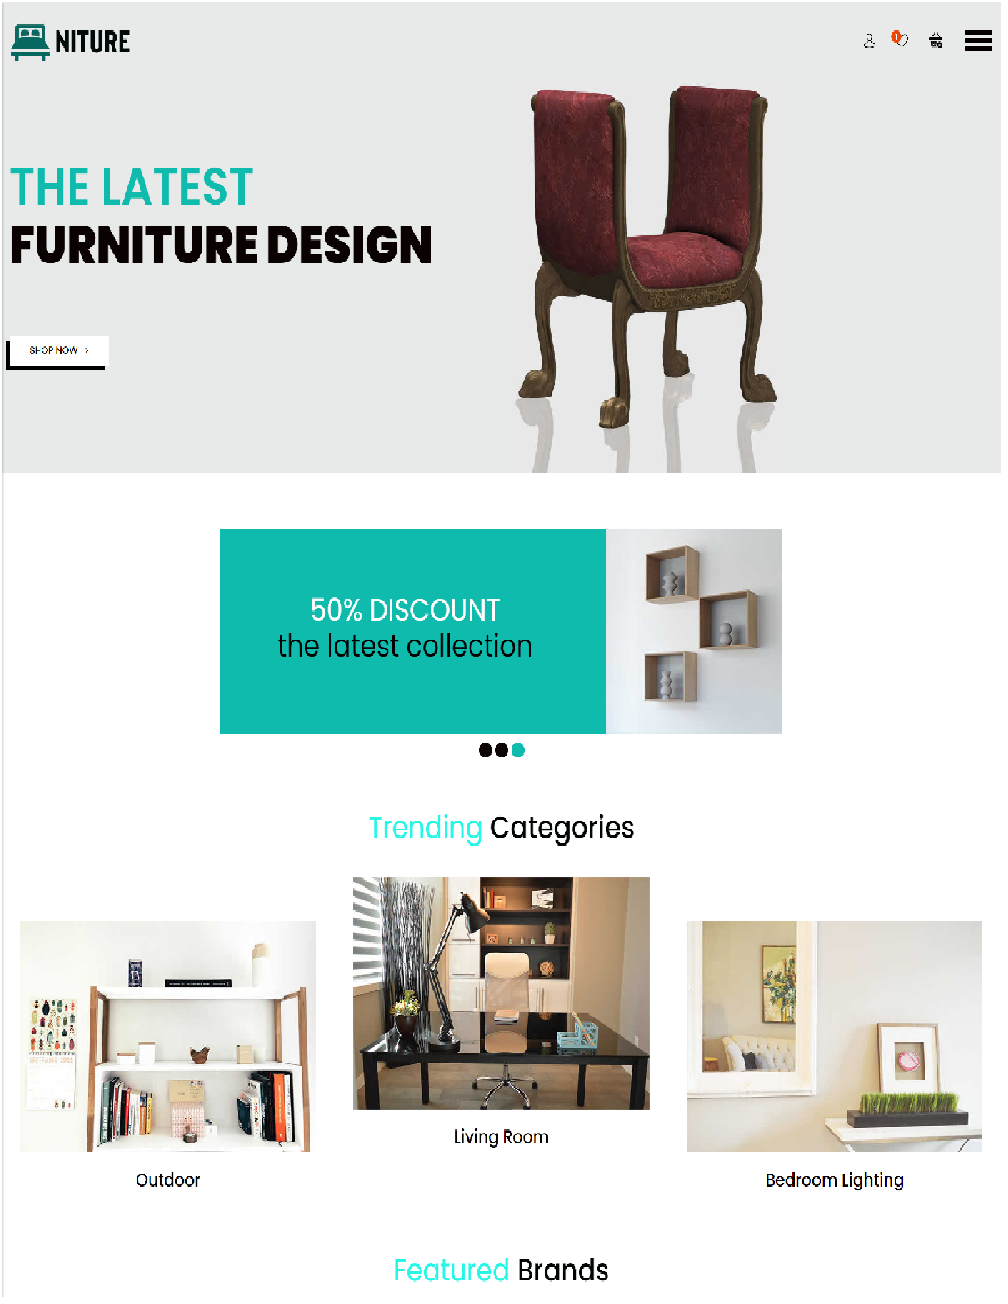 NITURE
1
THE LATEST
FURNITURE DESIGN
SHOP NOW >
50% DISCOUNT
the latest collection
Trending Categories
Living Room
Outdoor
Bedroom Lighting
Featured Brands